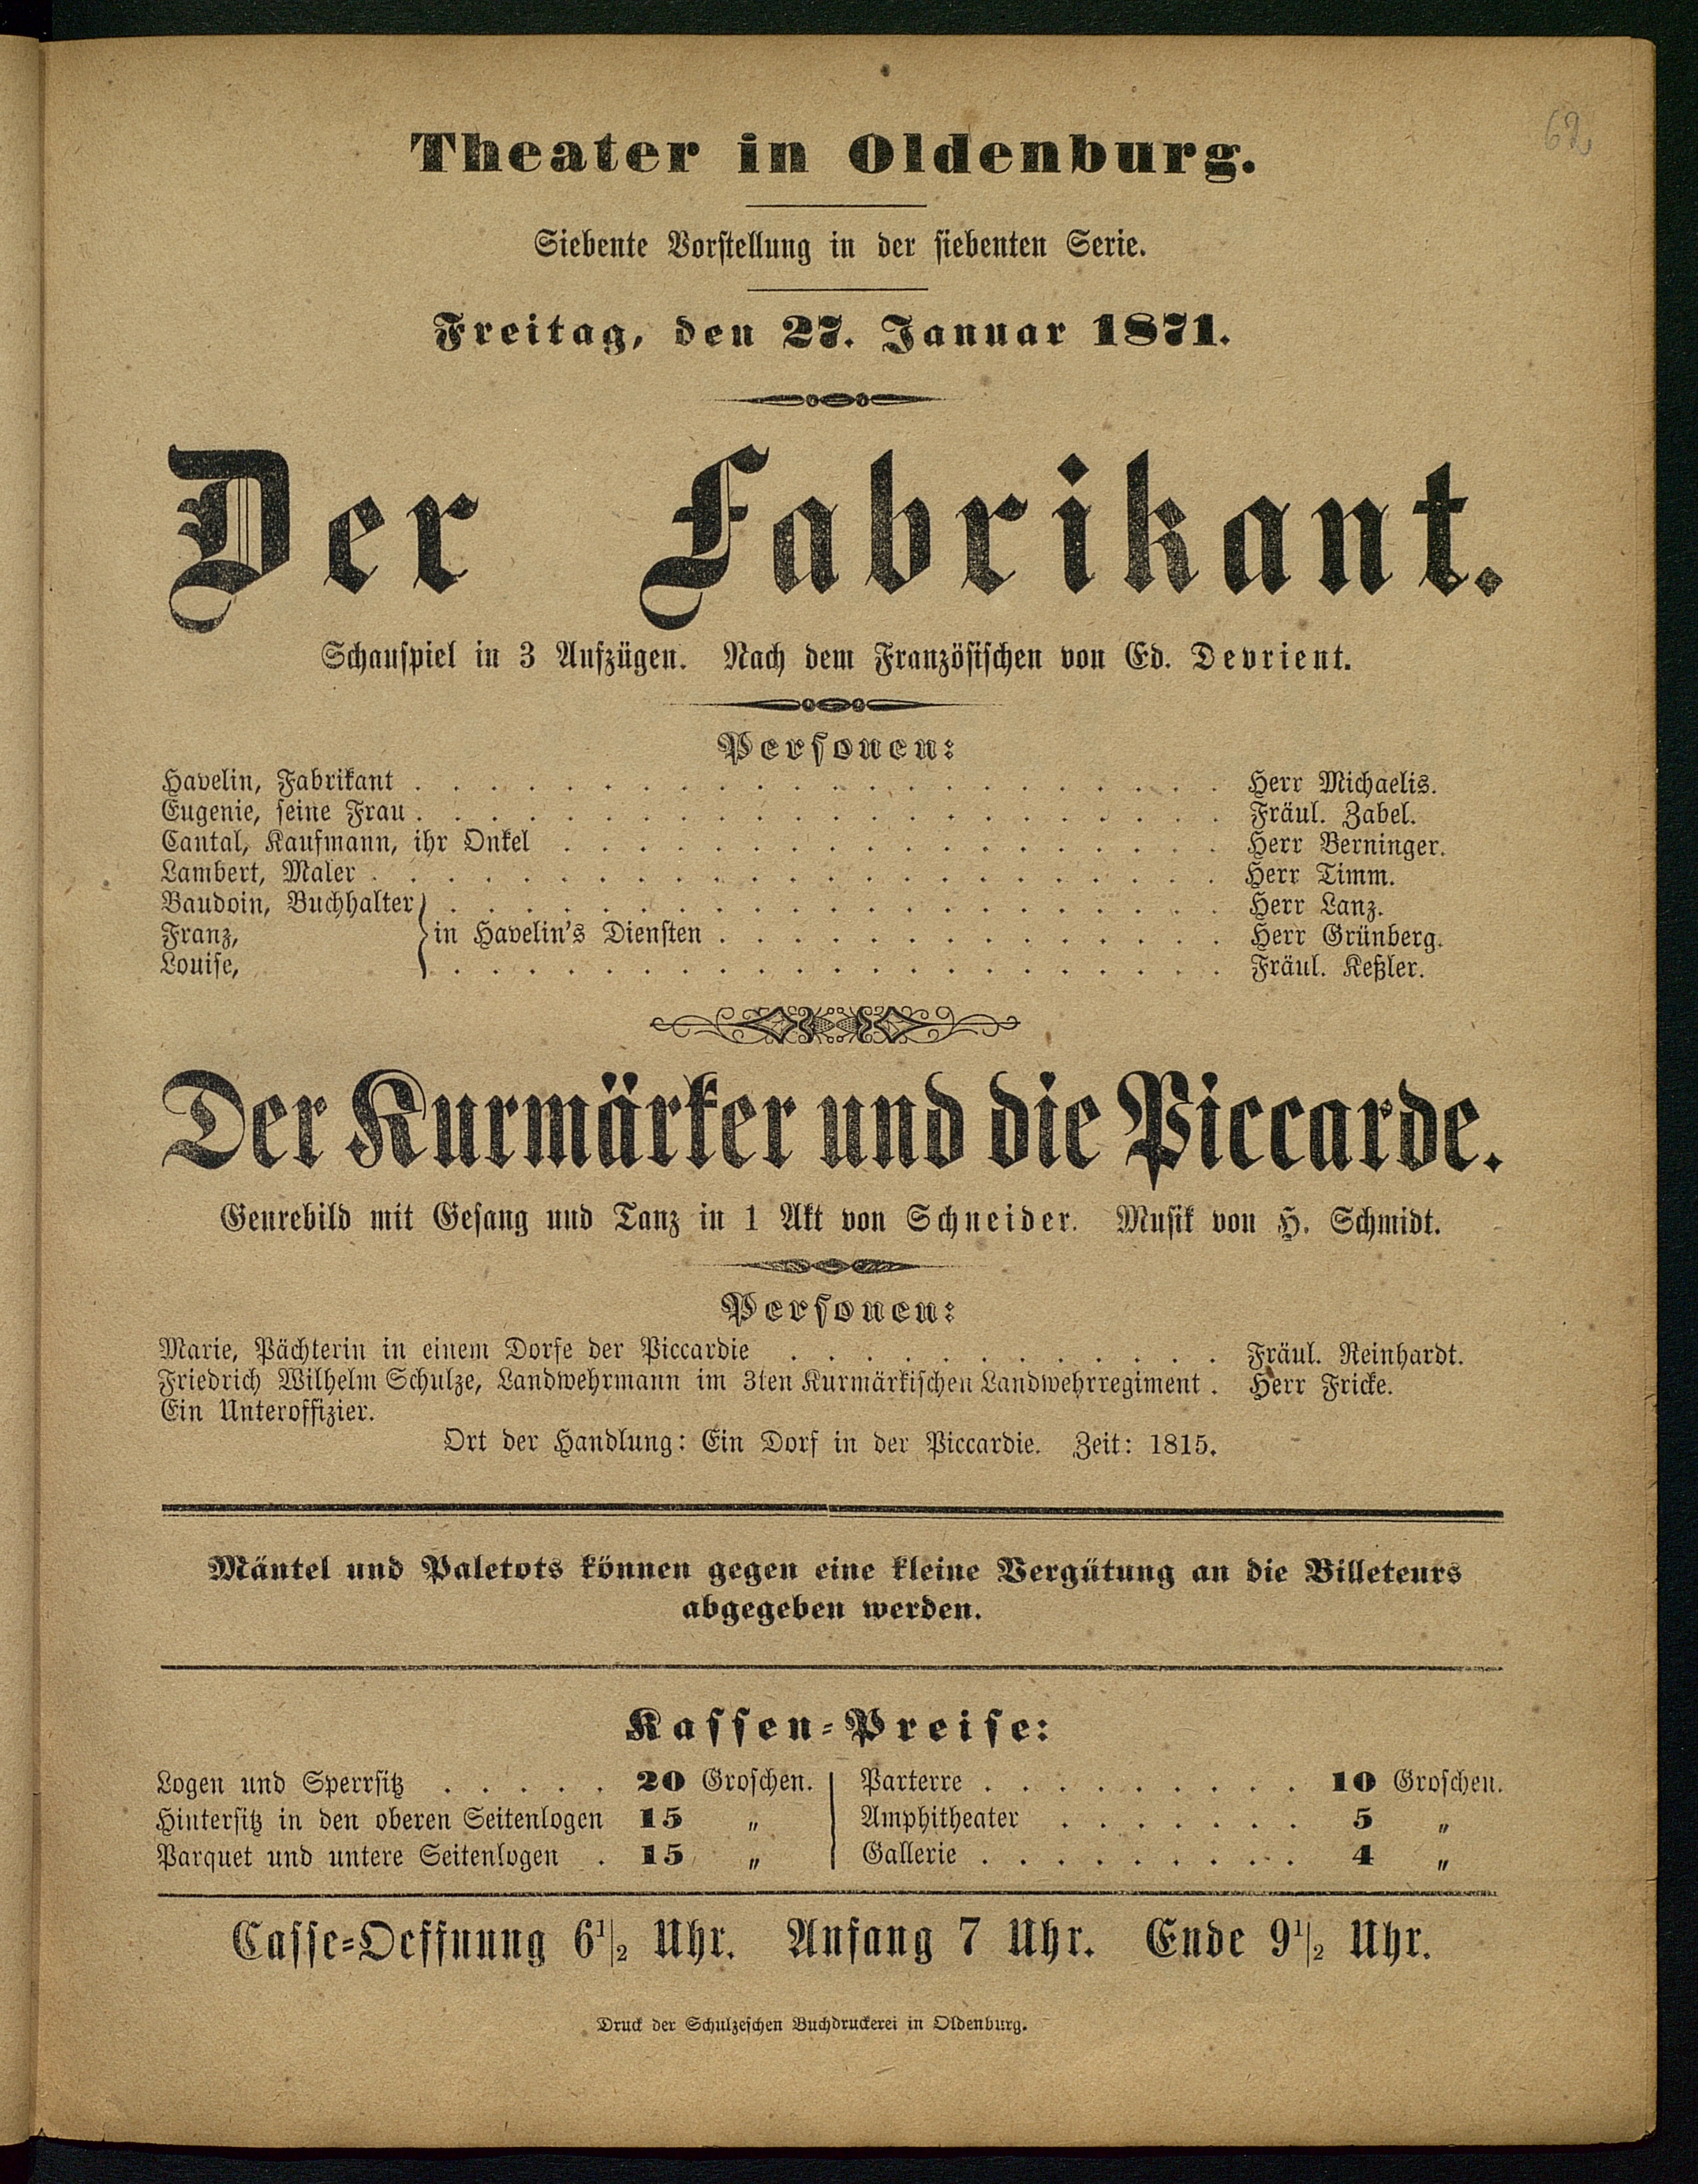 62
Theater in Oldenburg.
Siebente Vorstellung in der siebenten Serie.
Freitag, den 27. Januar 1871.
Der Fabrikant.
Schauspiel in 3 Aufzügen. Nach dem Französischen von Ed. Devrient.
Personen:
Havelin, Fabrikant . . . . . . . . . . . . . . . . . . . . . . . Herr Michaelis.
Eugenie, seine Frau . . . . . . . . . . . . . . . . . . . . . . . Fräul. Zabel.
Cantal, Kaufmann, ihr Onkel . . . . . . . . . . . . . . . . . . . Herr Berninger.
Lambert, Maler . . . . . . . . . . . . . . . . . . . . . . . . Herr Timm.
Baudoin, Buchhalter . . . . . . . . . . . . . . . . . . . . . . Herr Lanz.
Franz, } in Havelin's Diensten . . . . . . . . . . . . . . . Herr Grünberg.
Louise, . . . . . . . . . . . . . . . . . . . . . . Fräul. Keßler.
Der Kurmärker und die Piccarde.
Genrebild mit Gesang und Tanz in 1 Akt von Schneider. Musik von H. Schmidt.
Personen:
Marie, Pächterin in einem Dorfe der Piccardie . . . . . . . . . . . . Fräul. Reinhardt.
Friedrich Wilhelm Schulze, Landwehrmann im 3ten Kurmärkischen Landwehrregiment . Herr Fricke.
Ein Unteroffizier.
Ort der Handlung: Ein Dorf in der Piccardie. Zeit: 1815.
Mäntel und Paletots können gegen eine kleine Vergütung an die Billeteurs
abgegeben werden.
Kassen-Preise:
Logen und Sperrsitz . . . . . 20 Groschen.
Hintersitz in den oberen Seitenlogen 15 "
Parquet und untere Seitenlogen . 15 "
Parterre . . . . . . . . . 10 Groschen.
Amphitheater . . . . . . . 5 "
Gallerie . . . . . . . . . 4 "
Casse-Oeffnung 6 1/2 Uhr. Anfang 7 Uhr. Ende 9 1/2 Uhr.
Druck der Schulzeschen Buchdruckerei in Oldenburg.